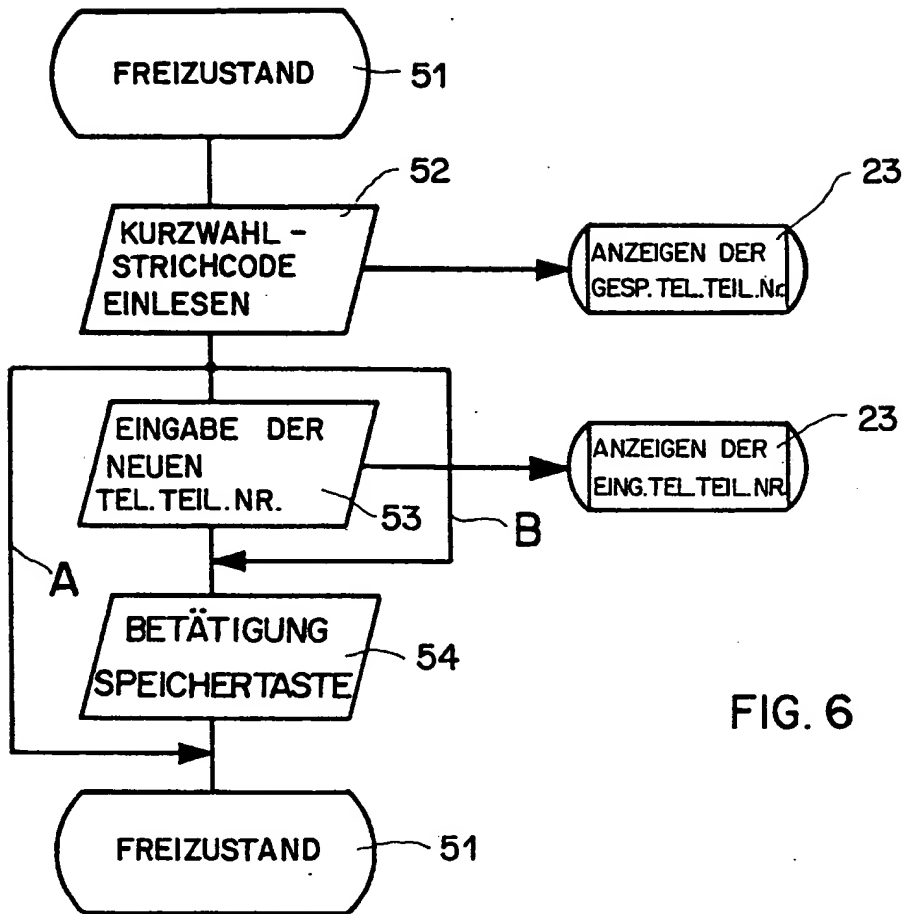 FREIZUSTAND
51
52
KURZWAHL -
STRICHCODE
EINLESEN
23
ANZEIGEN DER
GESP. TEL. TEIL. Nr.
EINGABE DER
NEUEN
TEL. TEIL. NR.
53
23
ANZEIGEN DER
EING. TEL. TEIL. NR.
A
B
BETÄTIGUNG
SPEICHERTASTE
54
FIG. 6
FREIZUSTAND
51